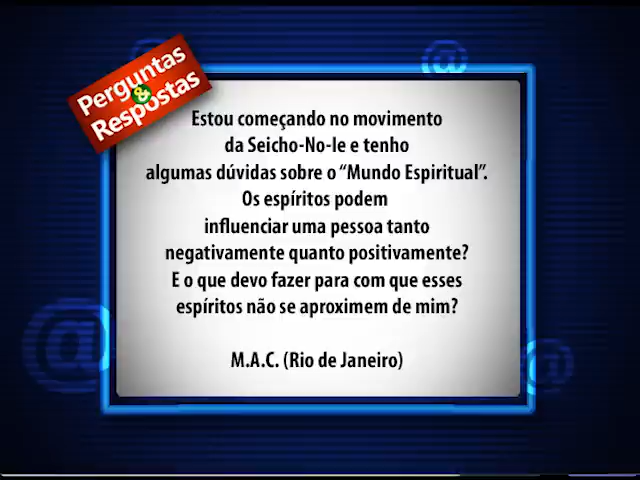 Perguntas
&
Respostas
Estou começando no movimento
da Seicho-No-Ie e tenho
algumas dúvidas sobre o “Mundo Espiritual”.
Os espíritos podem
influenciar uma pessoa tanto
negativamente quanto positivamente?
E o que devo fazer para com que esses
espíritos não se aproximem de mim?
M.A.C. (Rio de Janeiro)